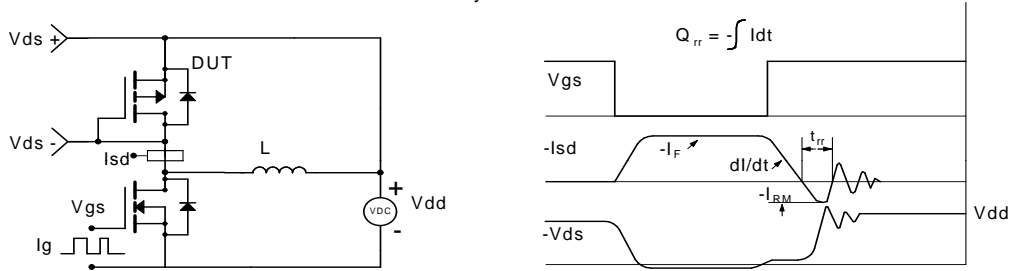 Vds +
DUT
Vds -
Isd
L
Vgs
Ig
+
VDC
-
Vdd
Q rr = -∫ Idt
Vgs
-Isd
-I F
dI/dt
t rr
-I RM
Vdd
-Vds